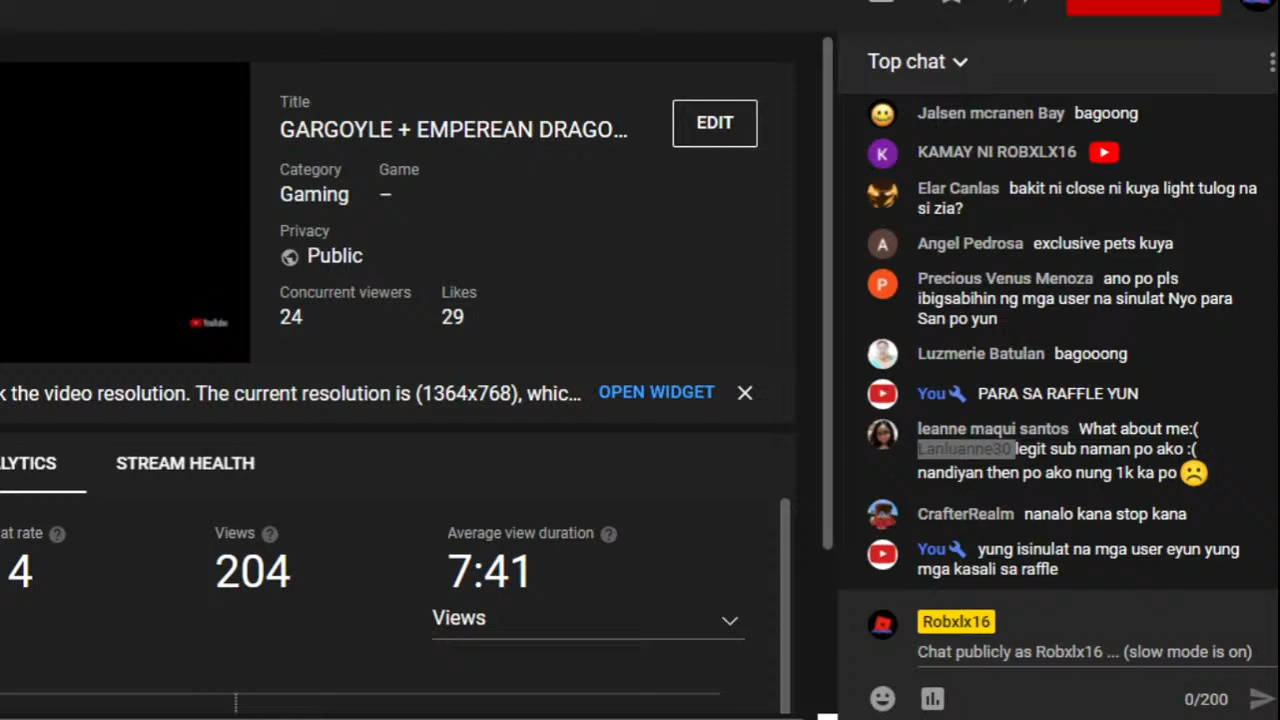 Top chat
Title
GARGOYLE + EMPEREAN DRAGO...
EDIT
Category Game
Gaming –
Privacy
Public
Concurrent viewers Likes
24 29
YouTube
k the video resolution. The current resolution is (1364x768), whic... OPEN WIDGET
LYTICS STREAM HEALTH
at rate Views Average view duration
4 204 7:41
Views
Jalsen mcranen Bay bagoong
K KAMAY NI ROBXLX16
Elar Canlas bakit ni close ni kuya light tulog na
si zia?
A Angel Pedrosa exclusive pets kuya
P Precious Venus Menoza ano po pls
ibigsabihin ng mga user na sinulat Nyo para
San po yun
Luzmerie Batulan bagooong
You PARA SA RAFFLE YUN
leanne maqui santos What about me:(
Lanluanne30 legit sub naman po ako :(
nandiyan then po ako nung 1k ka po
CrafterRealm nanalo kana stop kana
You yung isinulat na mga user eyun yung
mga kasali sa raffle
Robxlx16
Chat publicly as Robxlx16 ... (slow mode is on)
0/200